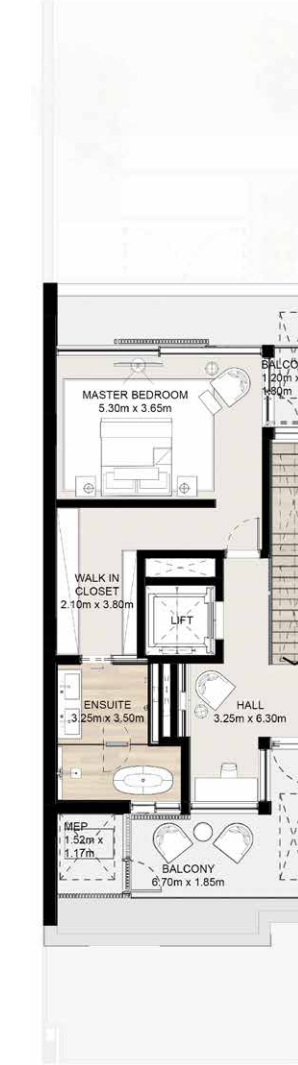 BALCO
1.20m x
1.80m
MASTER BEDROOM
5.30m x 3.65m
WALK IN
CLOSET
2.10m x 3.80m
LIFT
ENSUITE
3.25m x 3.50m
HALL
3.25m x 6.30m
MEP
1.52m x
1.17m
BALCONY
6.70m x 1.85m